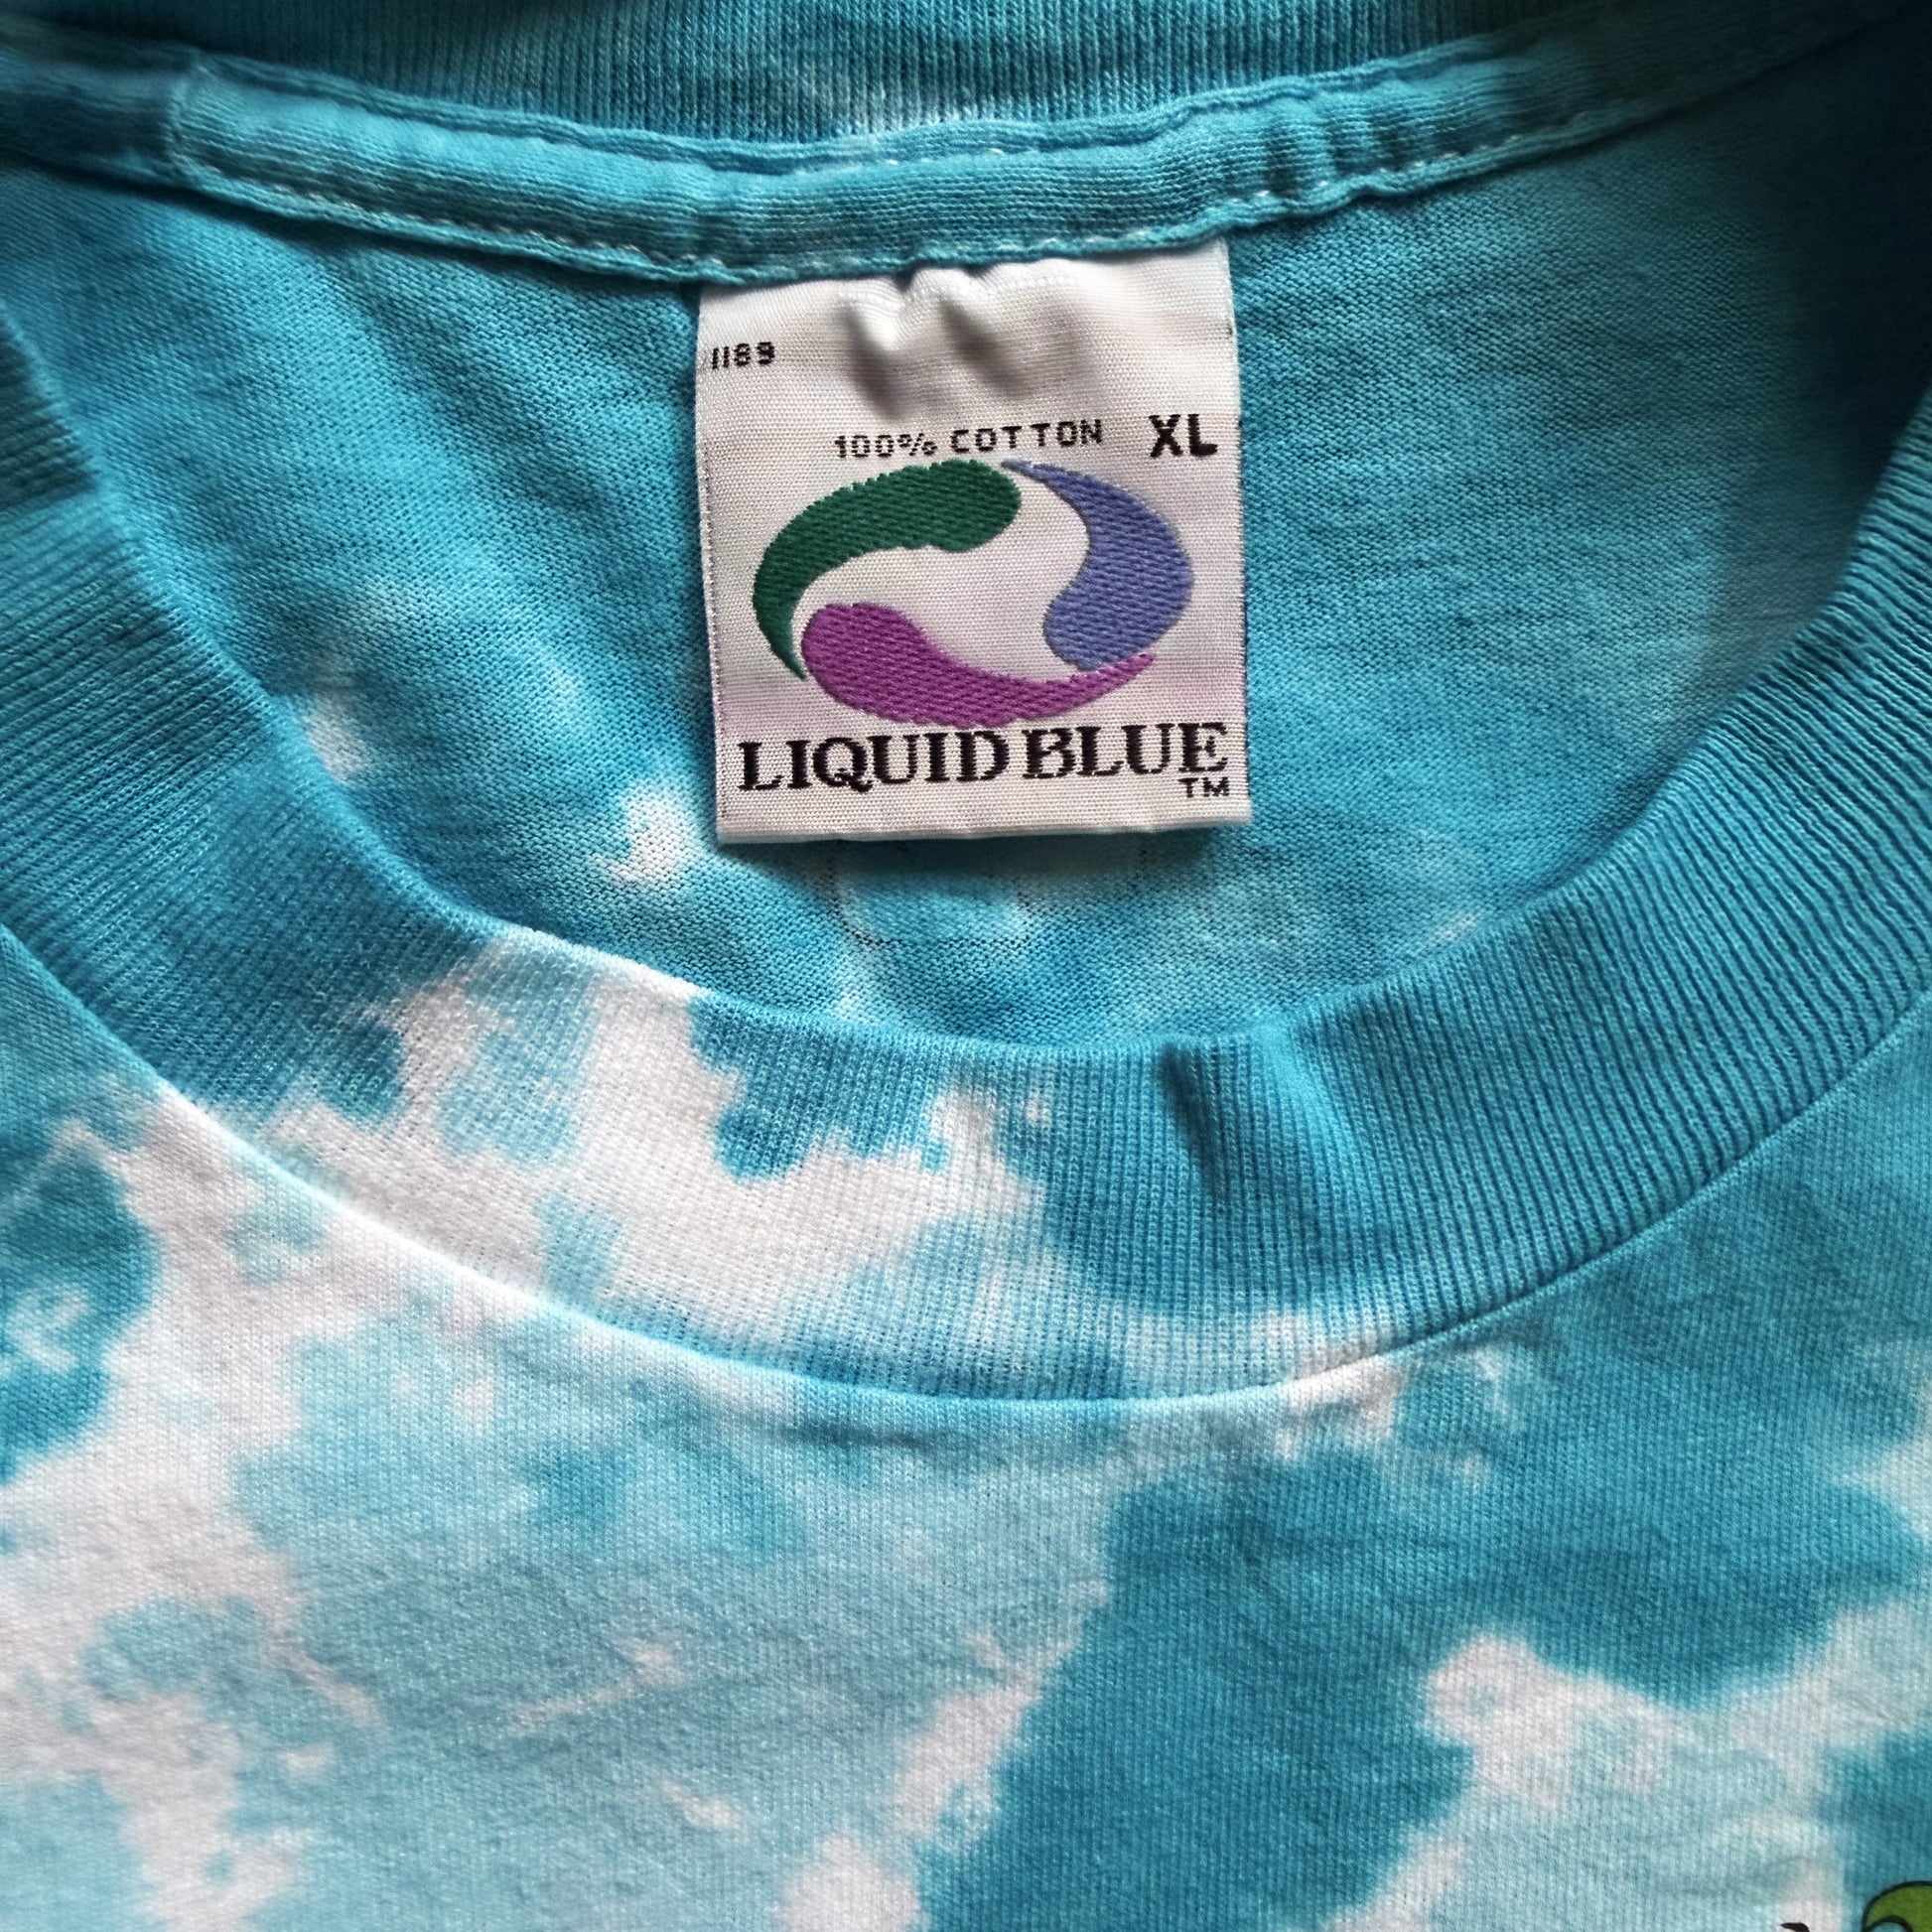 1189
100% COTTON XL
LIQUID BLUE
TM